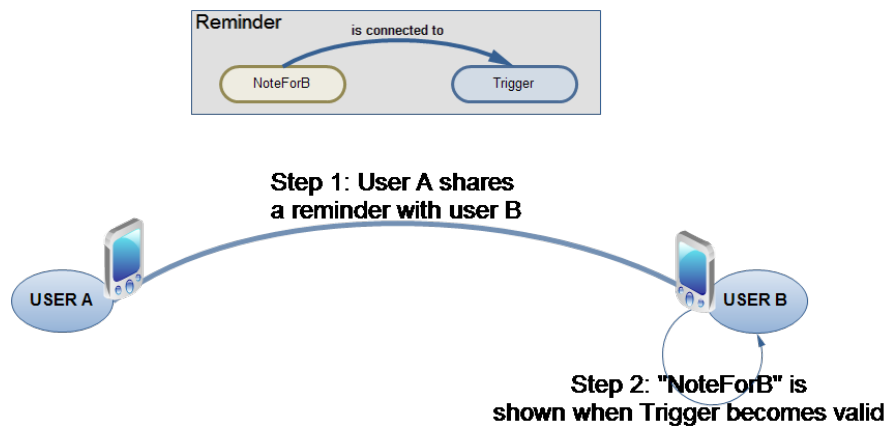 Reminder
is connected to
NoteForB
Trigger
Step 1: User A shares
a reminder with user B
USER A
USER B
Step 2: "NoteForB" is
shown when Trigger becomes valid